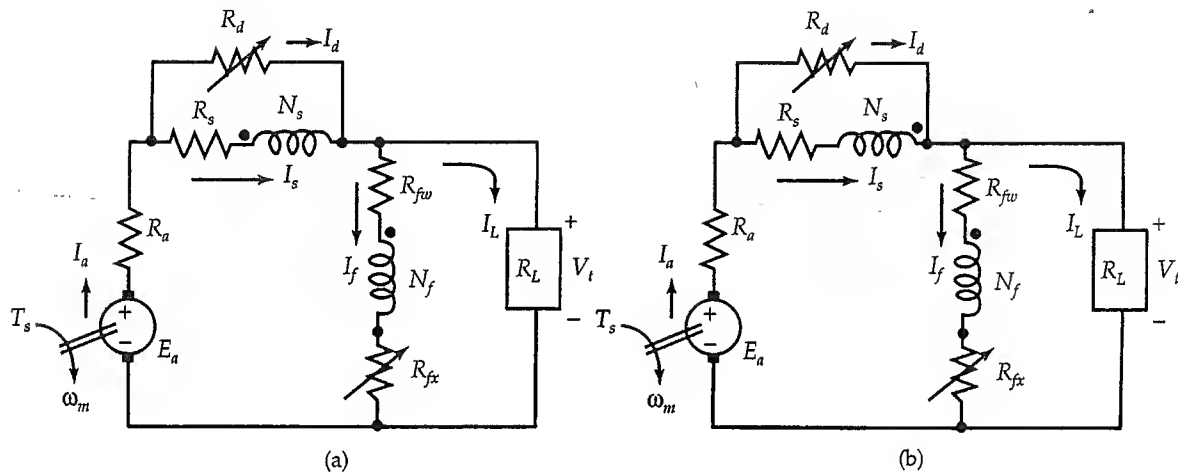 R_d
I_d
R_s
N_s
I_s
R_fw
I_L
R_a
I_a
I_f
N_f
R_L
+
V_t
−
T_s
+
−
E_a
R_fx
ω_m
(a)
R_d
I_d
R_s
N_s
I_s
R_fw
I_L
R_a
I_a
I_f
N_f
R_L
+
V_t
−
T_s
+
−
E_a
R_fx
ω_m
(b)